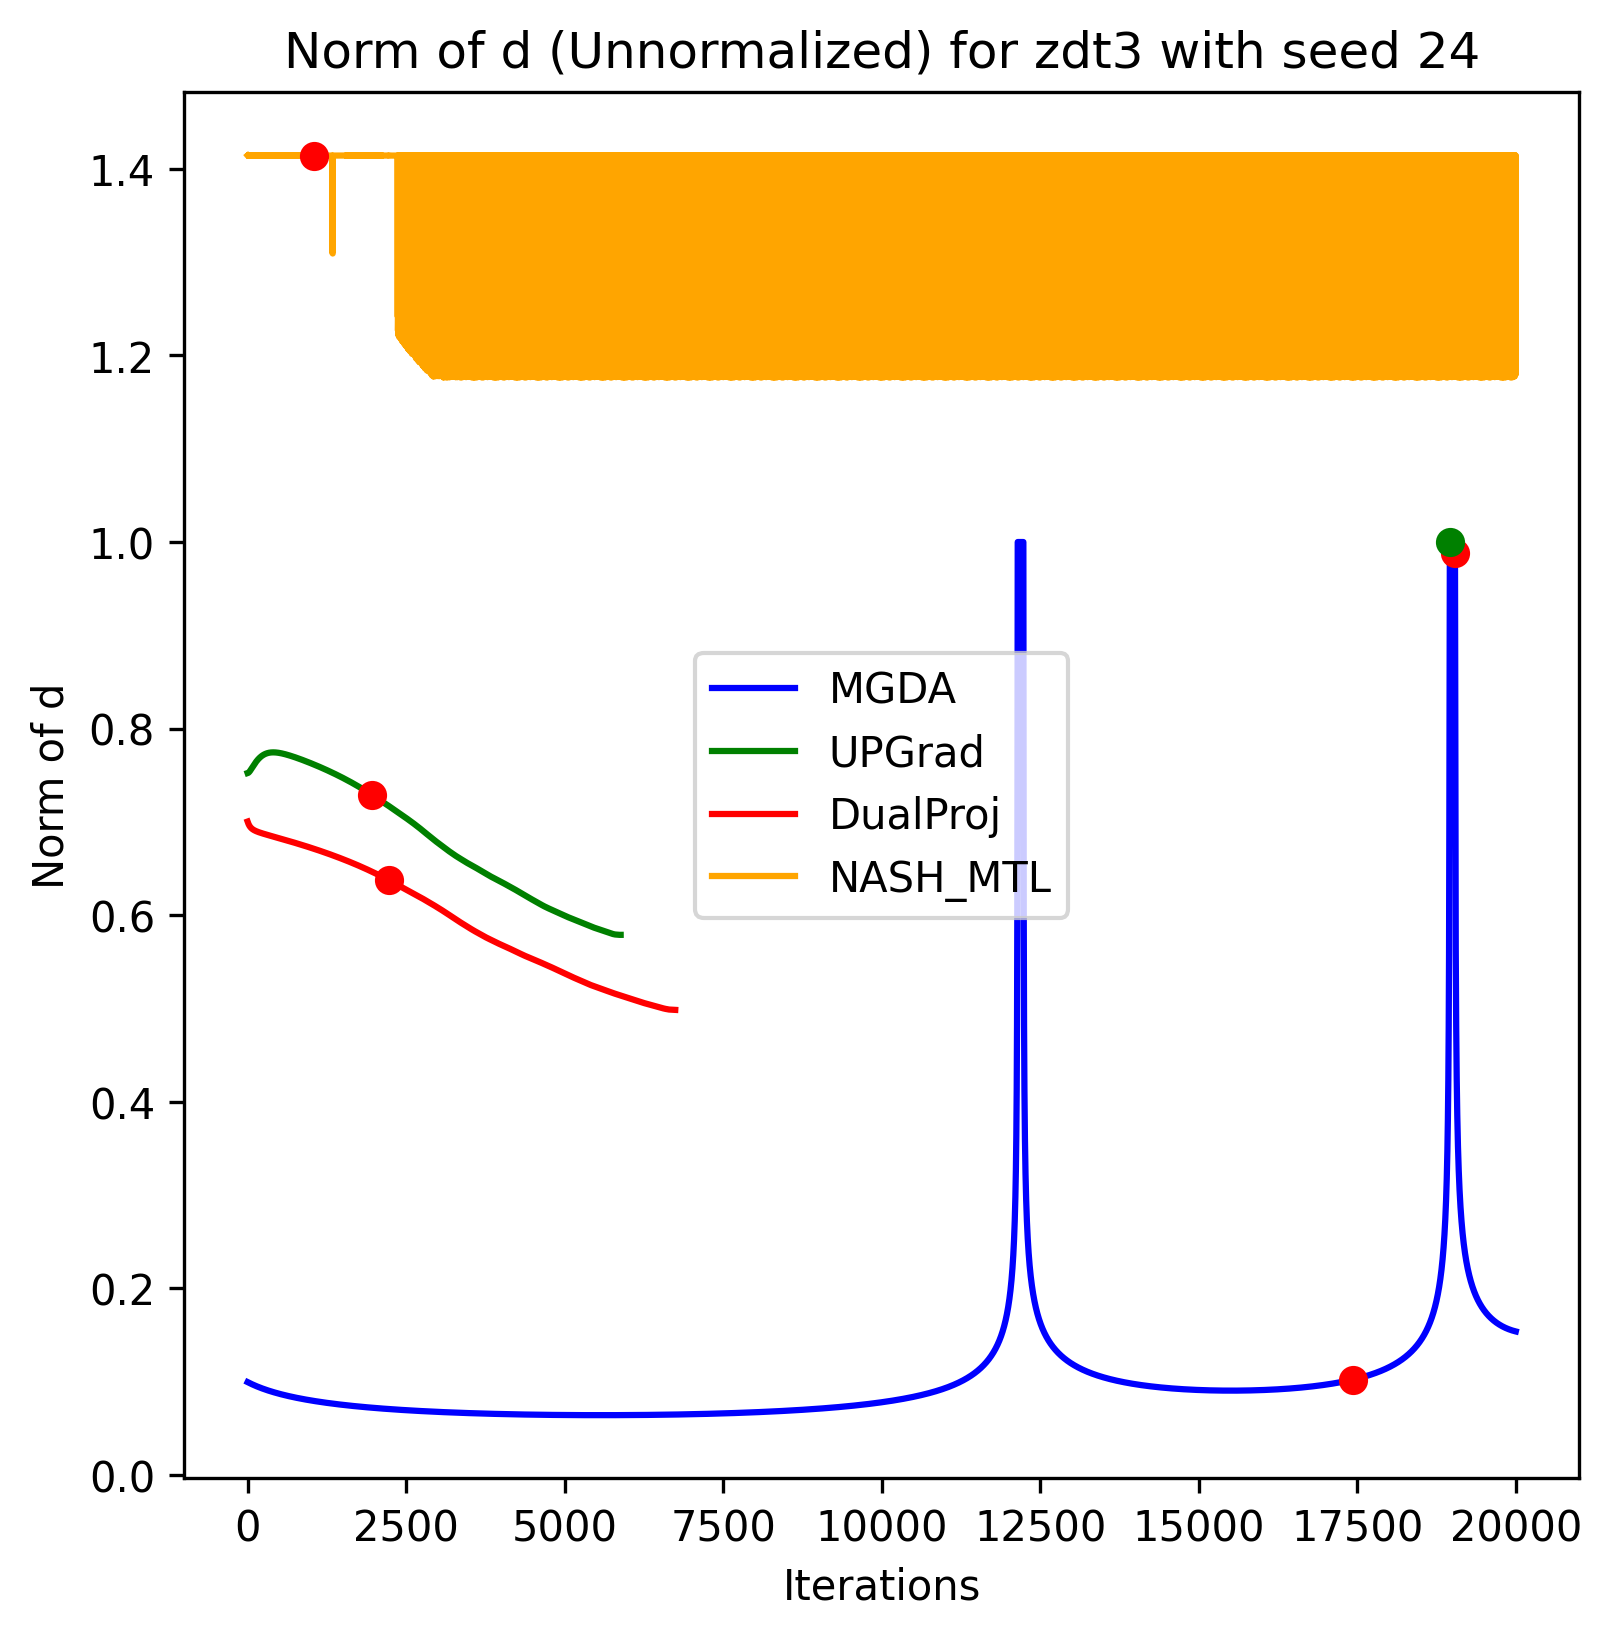 Norm of d (Unnormalized) for zdt3 with seed 24
1.4
1.2
1.0
0.8
0.6
0.4
0.2
0.0
Norm of d
MGDA
UPGrad
DualProj
NASH_MTL
0 2500 5000 7500 10000 12500 15000 17500 20000
Iterations